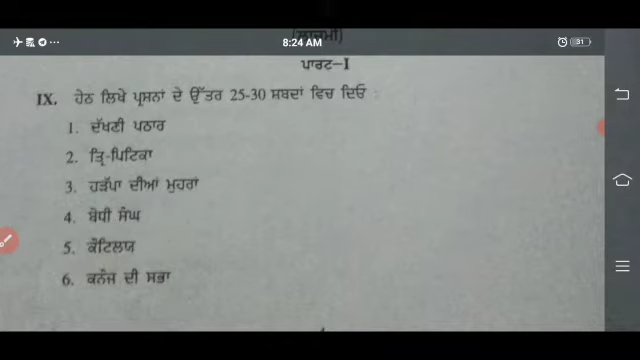 (ਲਾਜ਼ਮੀ)
8:24 AM
31
ਪਾਰਟ–I
IX. ਹੇਠ ਲਿਖੇ ਪ੍ਰਸ਼ਨਾਂ ਦੇ ਉੱਤਰ 25-30 ਸ਼ਬਦਾਂ ਵਿਚ ਦਿਓ :
1. ਦੱਖਣੀ ਪਠਾਰ
2. ਤ੍ਰਿ-ਪਿਟਿਕਾ
3. ਹੜੱਪਾ ਦੀਆਂ ਮੁਹਰਾਂ
4. ਬੋਧੀ ਸੰਘ
5. ਕੌਟਿਲਯ
6. ਕਨੌਜ ਦੀ ਸਭਾ